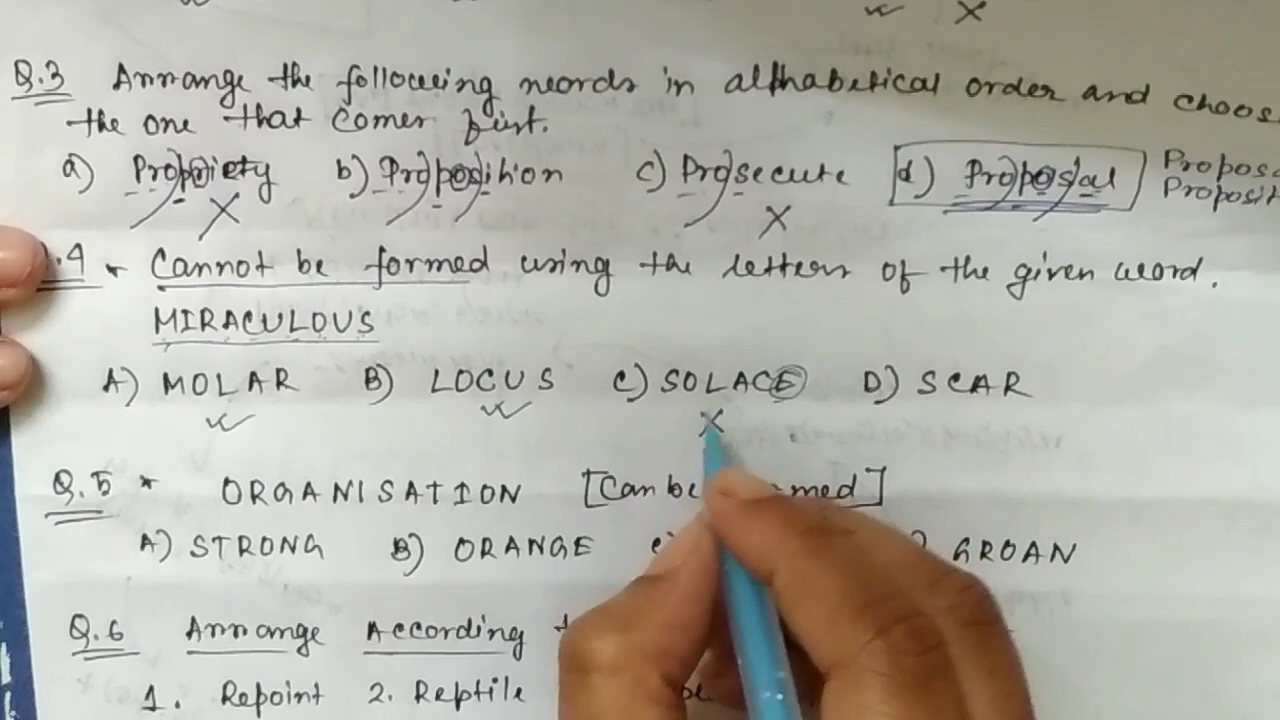 Q.3 Arrange the following words in alphabetical order and choos
the one that comes first.
a) Propriety b) Proposition c) Prosecute d) Proposal
Propos
Proposit
.4 Cannot be formed using the letters of the given word.
MIRACULOUS
A) MOLAR B) LOCUS C) SOLACE D) SCAR
Q.5 * ORGANISATION [Can be med]
A) STRONG B) ORANGE GROAN
Q.6 Arrange According
1. Repoint 2. Reptile